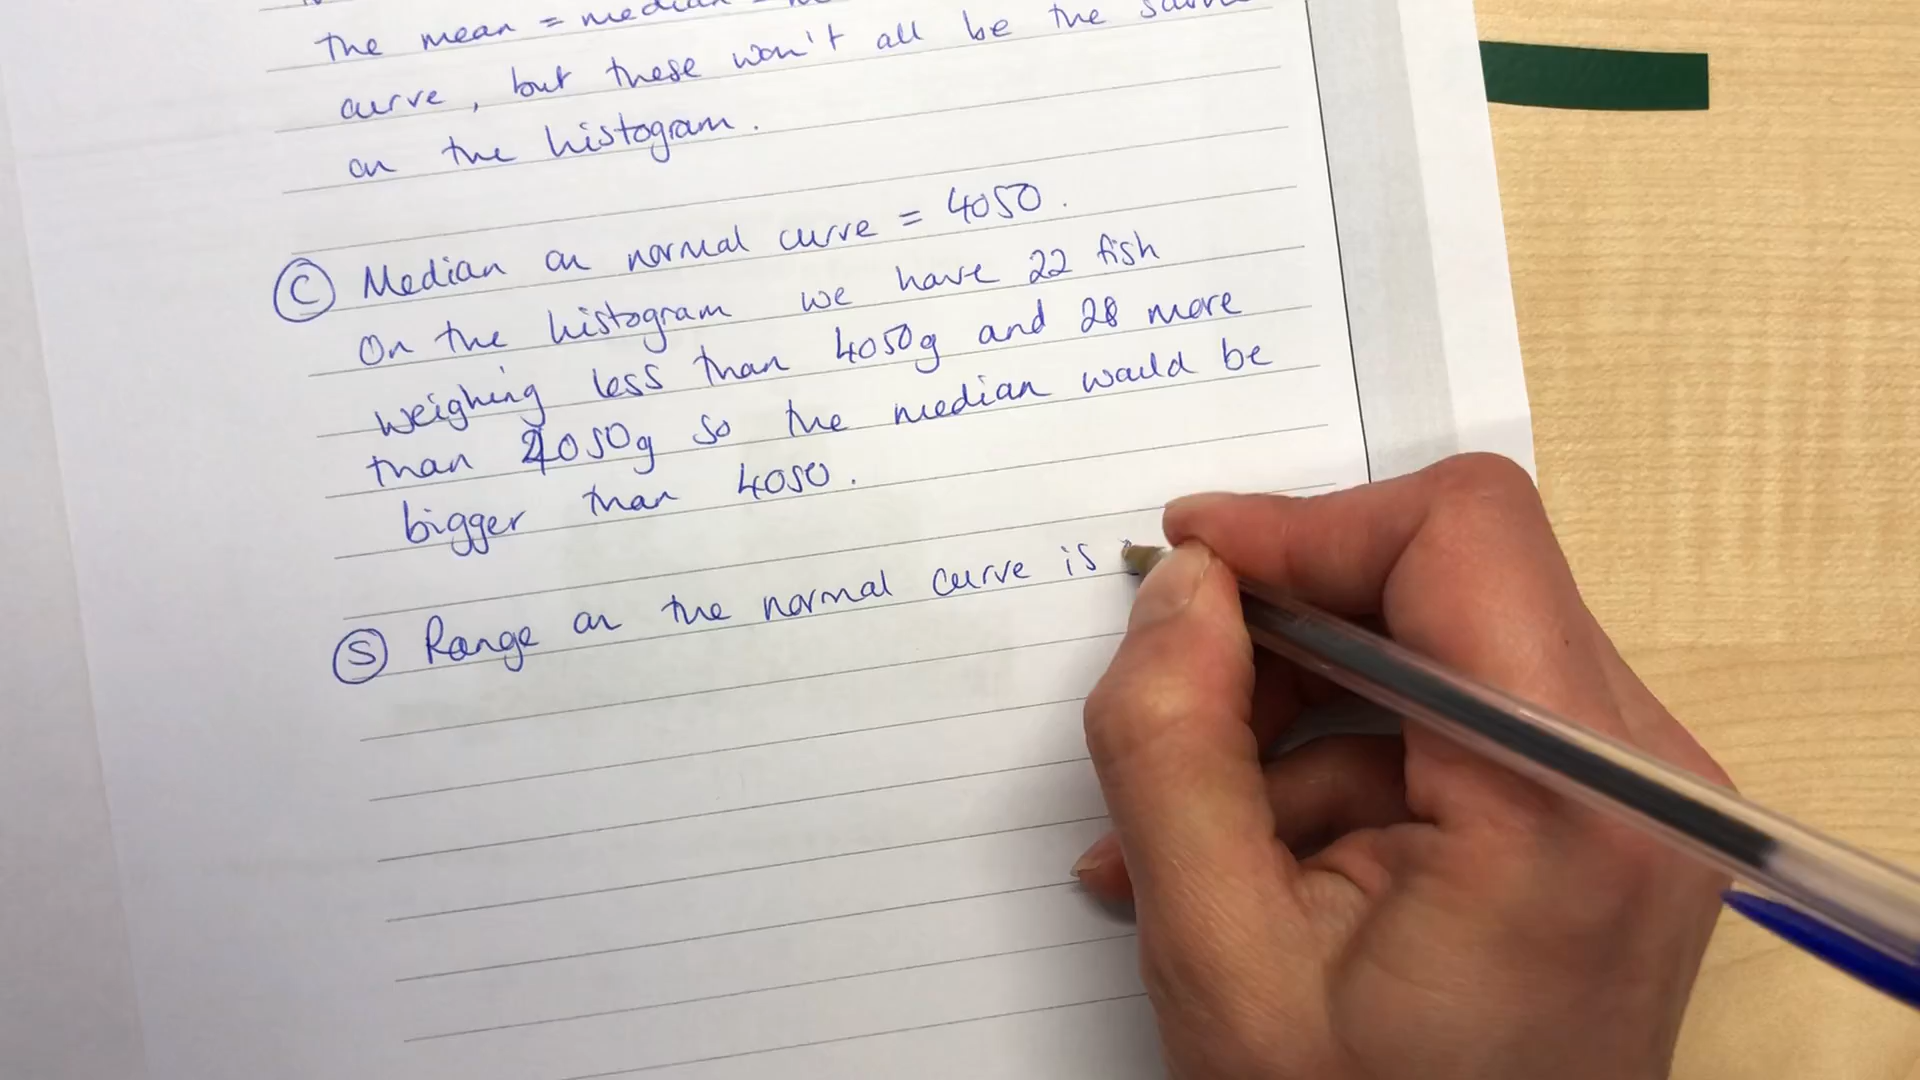 The mean = median
curve, but these won't all be the same
on the histogram.
C Median on normal curve = 4050.
On the histogram we have 22 fish
weighing less than 4050g and 28 more
than 4050g so the median would be
bigger than 4050.
S Range on the normal curve is